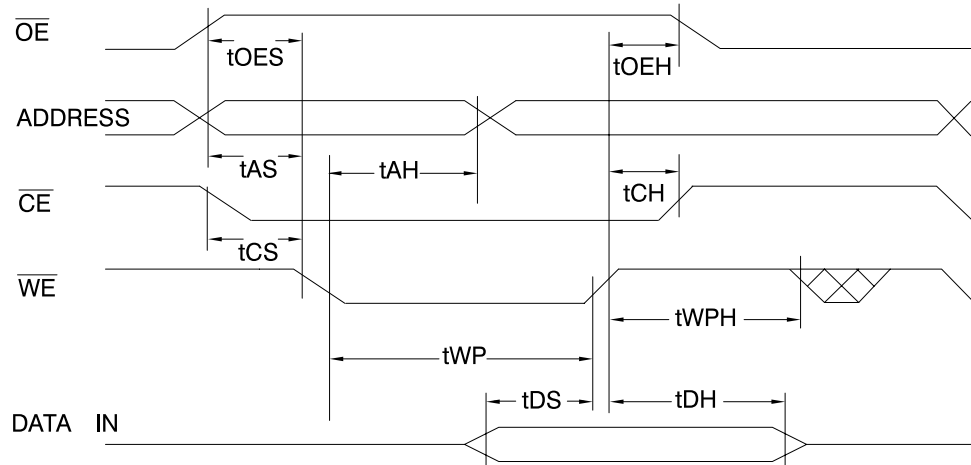 OE
tOES
tOEH
ADDRESS
tAS
tAH
tCH
CE
tCS
WE
tWPH
tWP
tDS
tDH
DATA IN